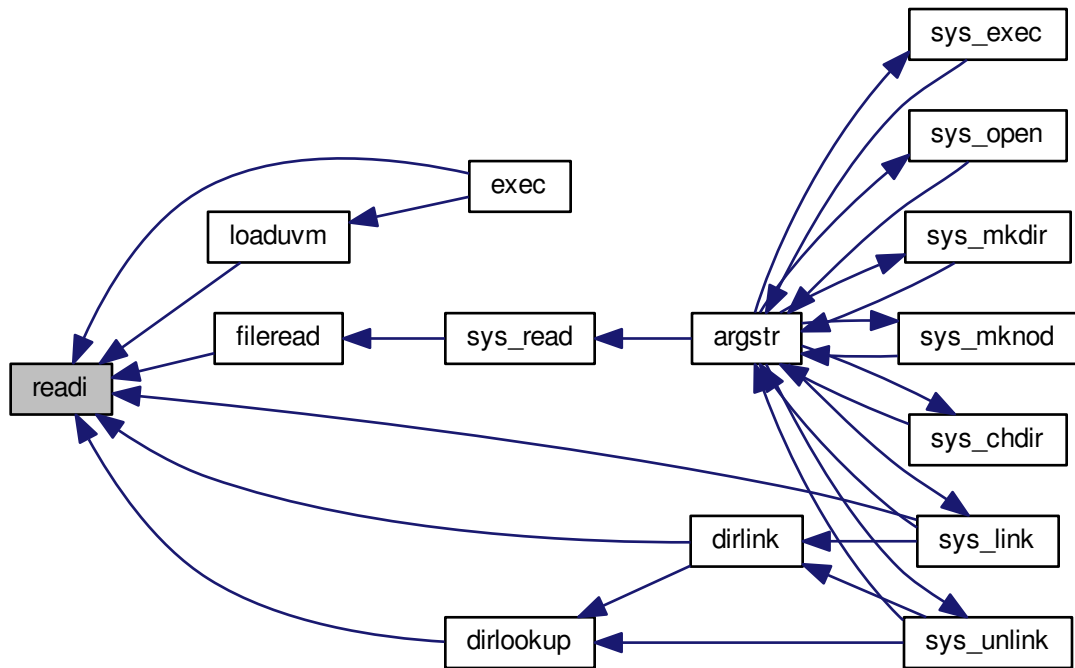 sys_exec
sys_open
exec
loaduvm
sys_mkdir
fileread
sys_read
argstr
sys_mknod
readi
sys_chdir
dirlink
sys_link
dirlookup
sys_unlink